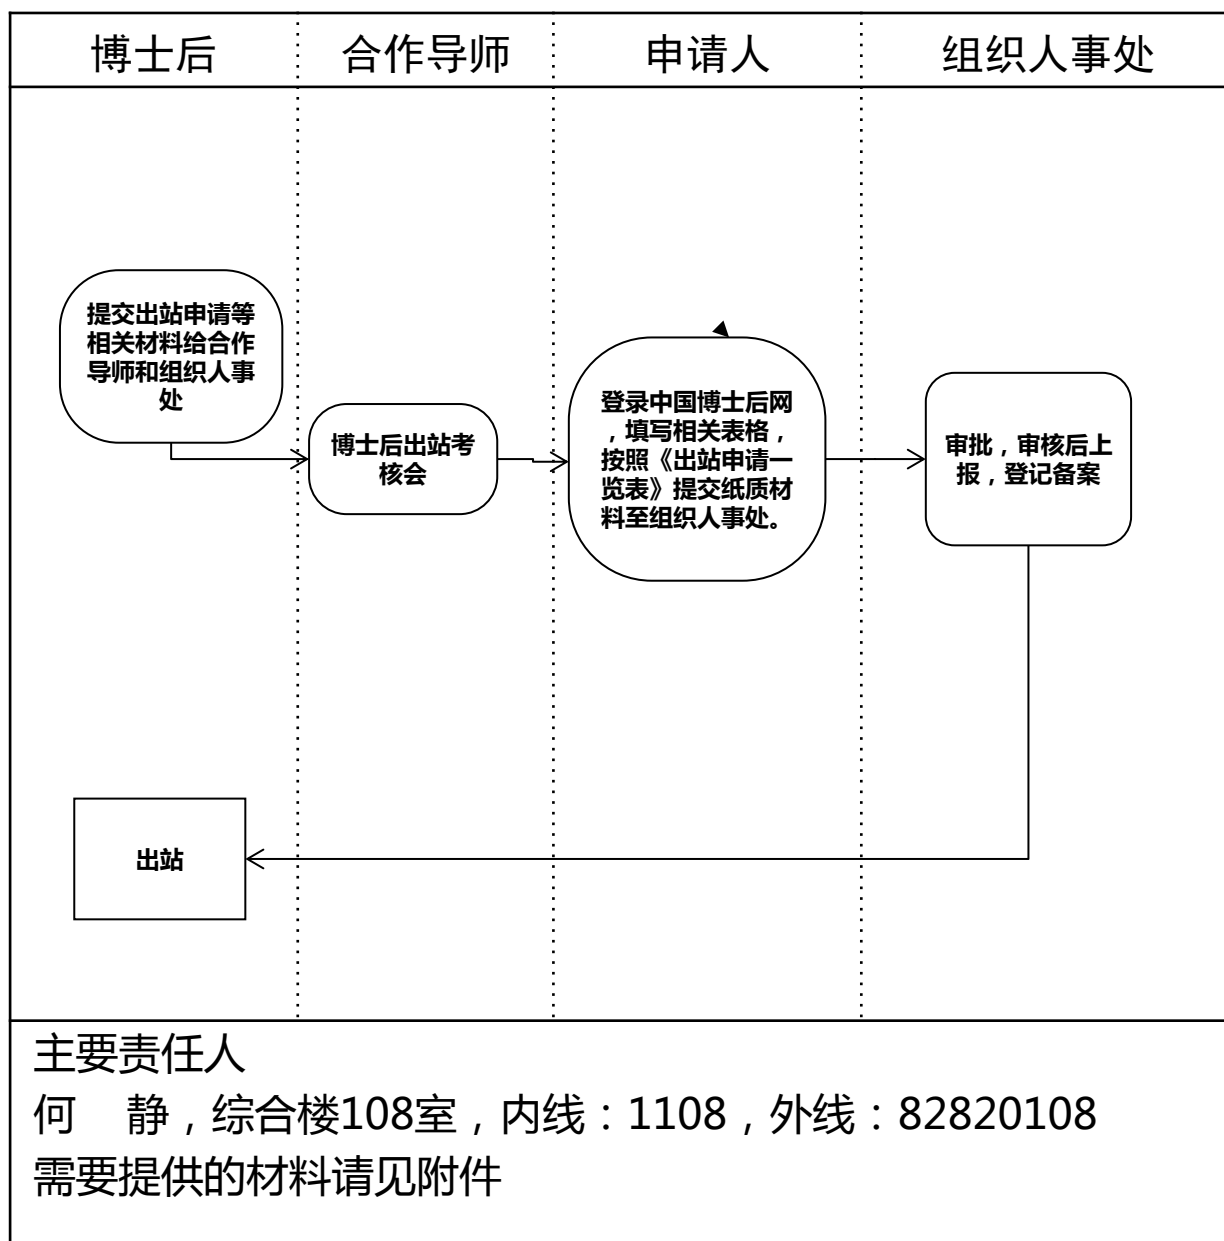 博士后
合作导师
申请人
组织人事处
提交出站申请等
相关材料给合作
导师和组织人事
处
博士后出站考
核会
登录中国博士后网
，填写相关表格，
按照《出站申请一
览表》提交纸质材
料至组织人事处。
审批，审核后上
报，登记备案
出站
主要责任人
何　静，综合楼108室，内线：1108，外线：82820108
需要提供的材料请见附件